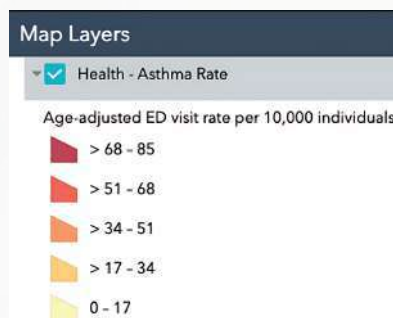 Map Layers
Health - Asthma Rate
Age-adjusted ED visit rate per 10,000 individuals
> 68 - 85
> 51 - 68
> 34 - 51
> 17 - 34
0 - 17